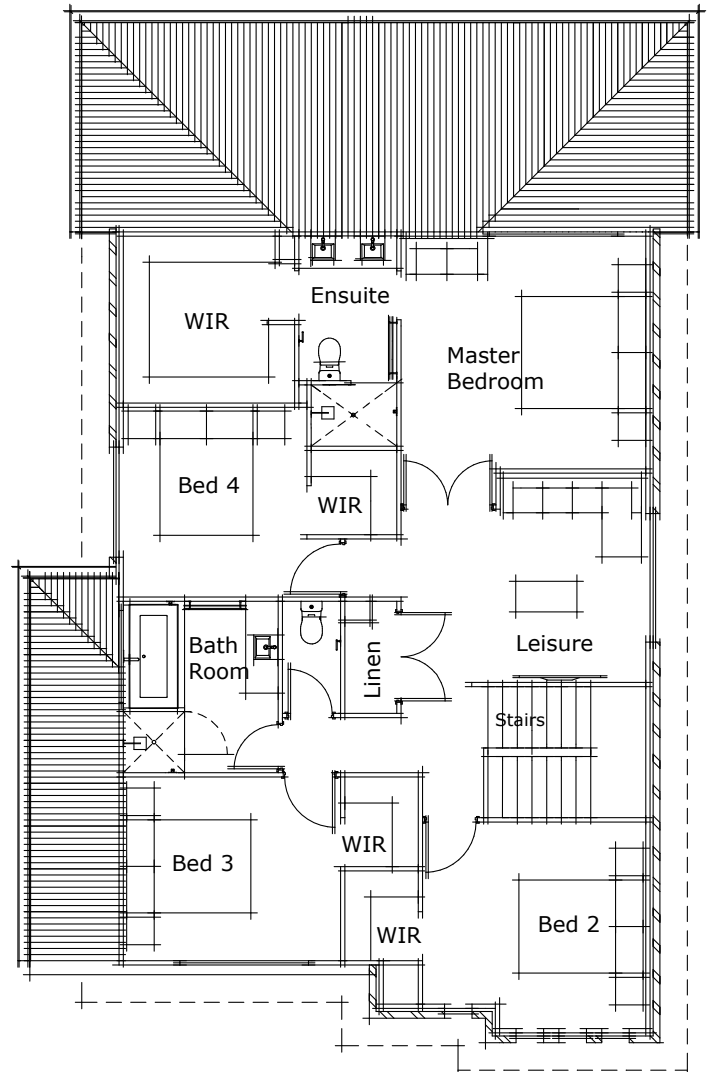 Ensuite
WIR
Master
Bedroom
Bed 4
WIR
Bath
Room
Linen
Leisure
Stairs
WIR
Bed 3
Bed 2
WIR